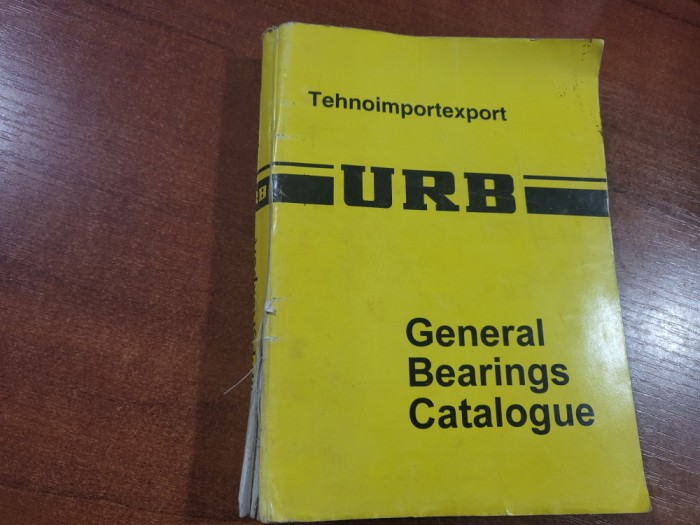 Tehnoimportexport
URB
General
Bearings
Catalogue